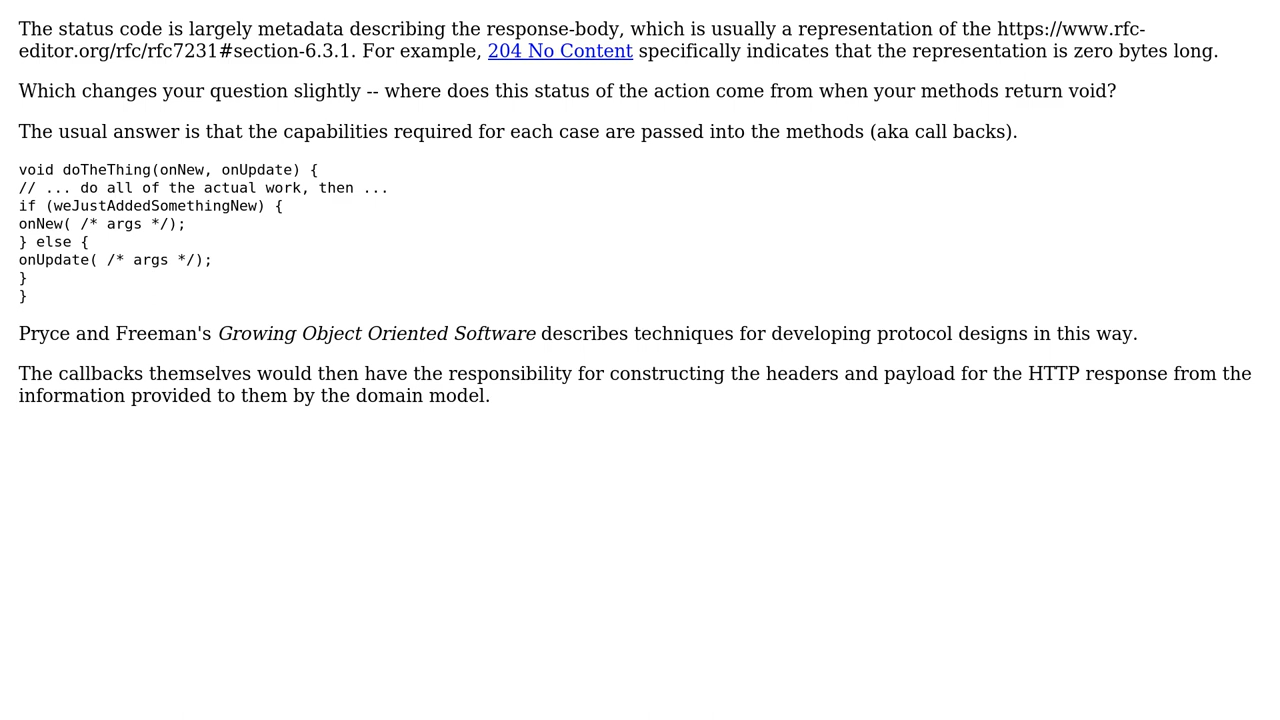 The status code is largely metadata describing the response-body, which is usually a representation of the https://www.rfc-
editor.org/rfc/rfc7231#section-6.3.1. For example, 204 No Content specifically indicates that the representation is zero bytes long.
Which changes your question slightly -- where does this status of the action come from when your methods return void?
The usual answer is that the capabilities required for each case are passed into the methods (aka call backs).
void doTheThing(onNew, onUpdate) {
// ... do all of the actual work, then ...
if (weJustAddedSomethingNew) {
onNew( /* args */);
} else {
onUpdate( /* args */);
}
}
Pryce and Freeman's Growing Object Oriented Software describes techniques for developing protocol designs in this way.
The callbacks themselves would then have the responsibility for constructing the headers and payload for the HTTP response from the
information provided to them by the domain model.